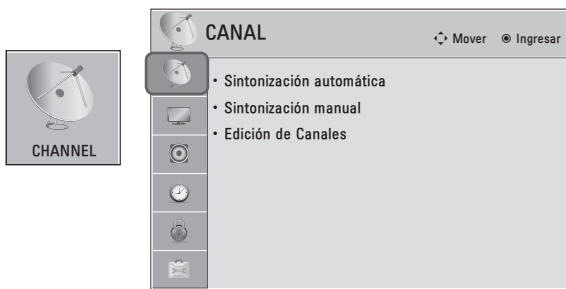 CANAL
Mover
Ingresar
CHANNEL
• Sintonización automática
• Sintonización manual
• Edición de Canales